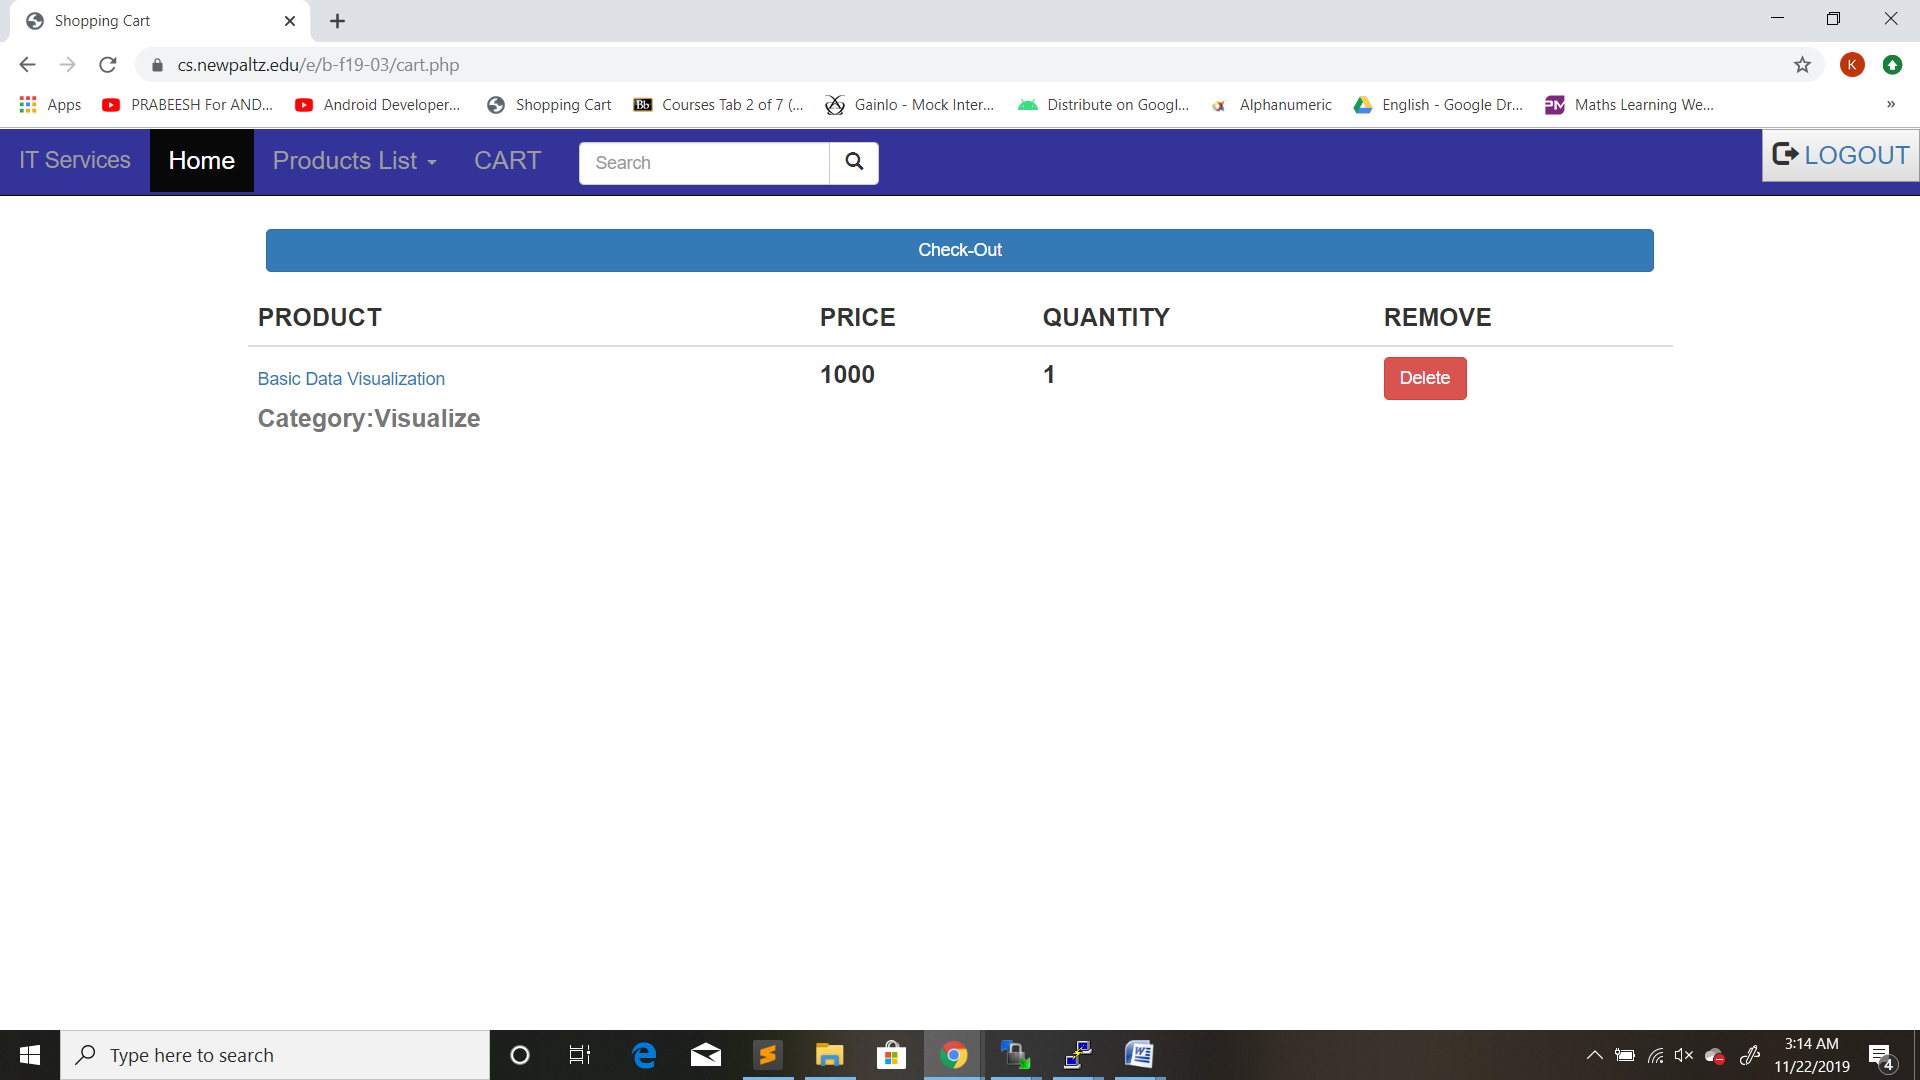 Shopping Cart
cs.newpaltz.edu/e/b-f19-03/cart.php
K
Apps PRABEESH For AND... Android Developer... Shopping Cart Bb Courses Tab 2 of 7 (... Gainlo - Mock Inter... Distribute on Googl... Alphanumeric English - Google Dr... PM Maths Learning We... »
IT Services Home Products List CART Search LOGOUT
Check-Out
PRODUCT PRICE QUANTITY REMOVE
Basic Data Visualization 1000 1 Delete
Category:Visualize
Type here to search
3:14 AM
11/22/2019
4